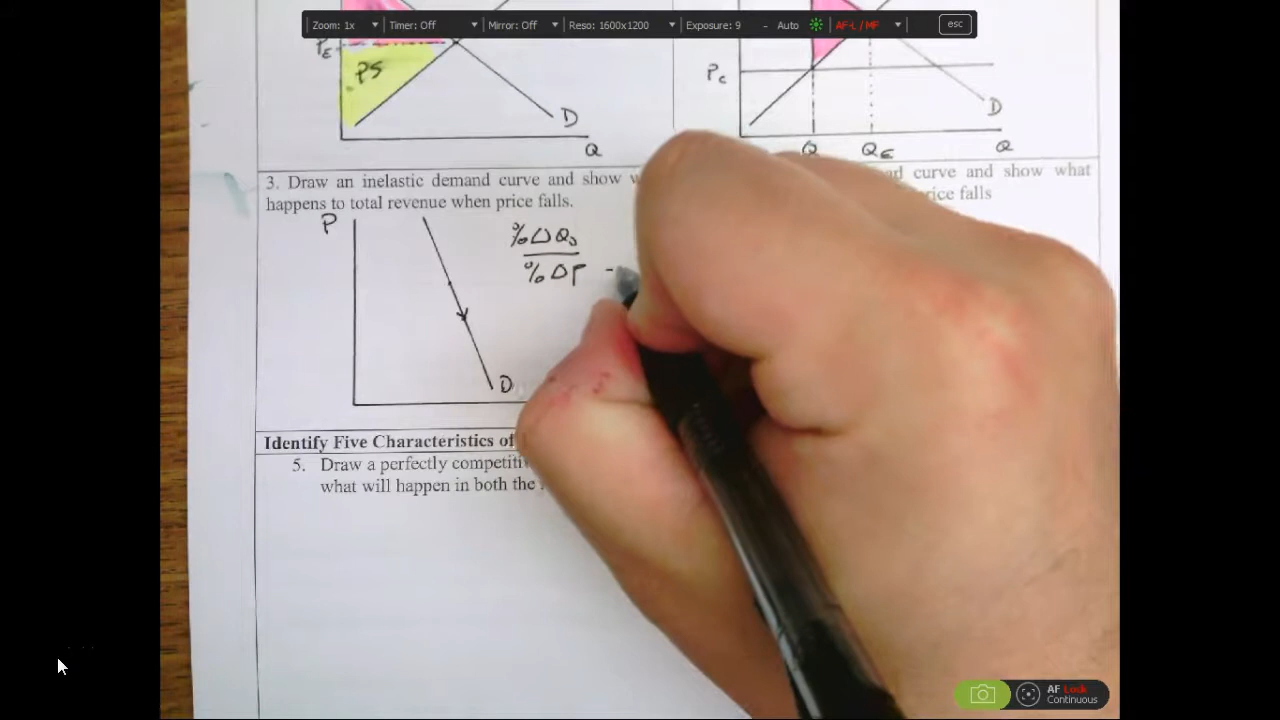 Zoom: 1x Timer: Off Mirror: Off Reso: 1600x1200 Exposure: 9 - Auto AF-L / MF esc
PE
PS
D
Q
Pc
D
Q QE Q
3. Draw an inelastic demand curve and show
happens to total revenue when price falls.
curve and show what
price falls
P
%ΔQD
%ΔP
D
Identify Five Characteristics of
5. Draw a perfectly
what will happen in both the
AF Lock
Continuous